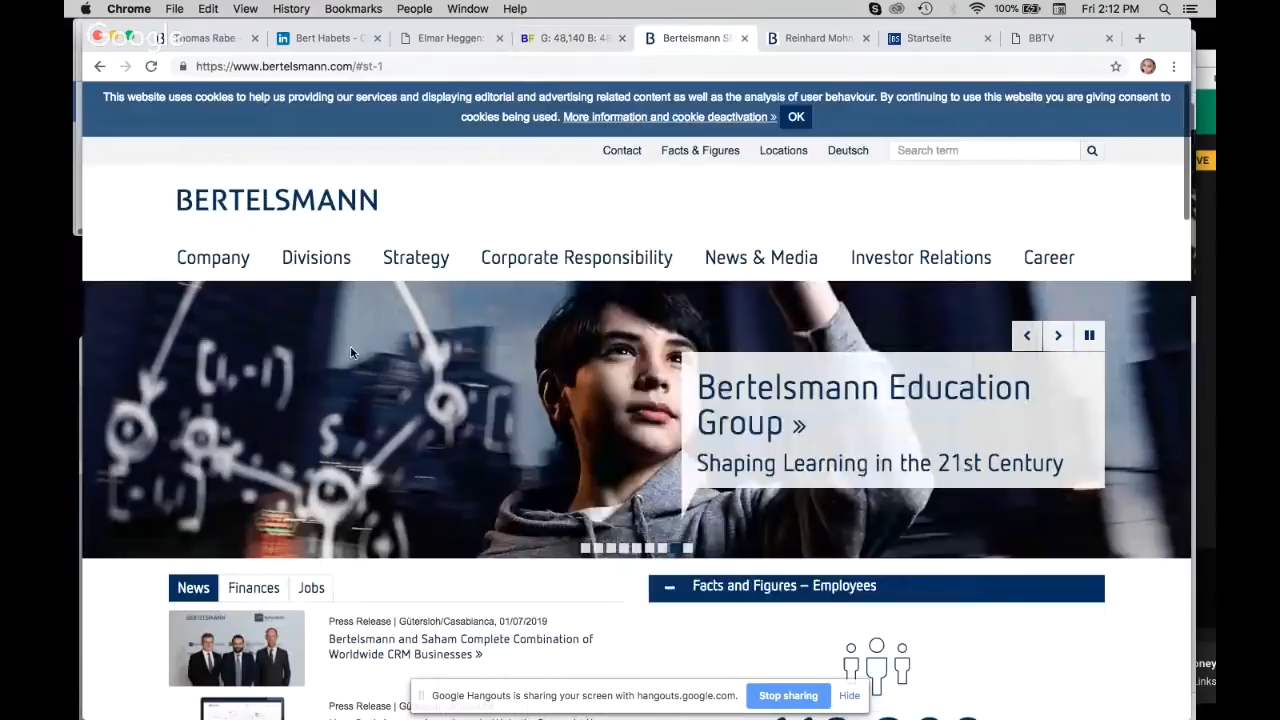 Chrome File Edit View History Bookmarks People Window Help 100% Fri 2:12 PM
Google
Thomas Rabe - Bert Habets - Elmar Heggen: G: 48,140 B: Bertelsmann S Reinhard Mohn Startseite BBTV
https://www.bertelsmann.com/#st-1
This website uses cookies to help us providing our services and displaying editorial and advertising related content as well as the analysis of user behaviour. By continuing to use this website you are giving consent to
cookies being used. More information and cookie deactivation » OK
Contact Facts & Figures Locations Deutsch Search term
VE
BERTELSMANN
Company Divisions Strategy Corporate Responsibility News & Media Investor Relations Career
[1,-1]
Bertelsmann Education
Group »
Shaping Learning in the 21st Century
News Finances Jobs
Facts and Figures – Employees
Press Release | Gütersloh/Casablanca, 01/07/2019
Bertelsmann and Saham Complete Combination of
Worldwide CRM Businesses »
Press Release |
Google Hangouts is sharing your screen with hangouts.google.com. Stop sharing Hide
oney
Links